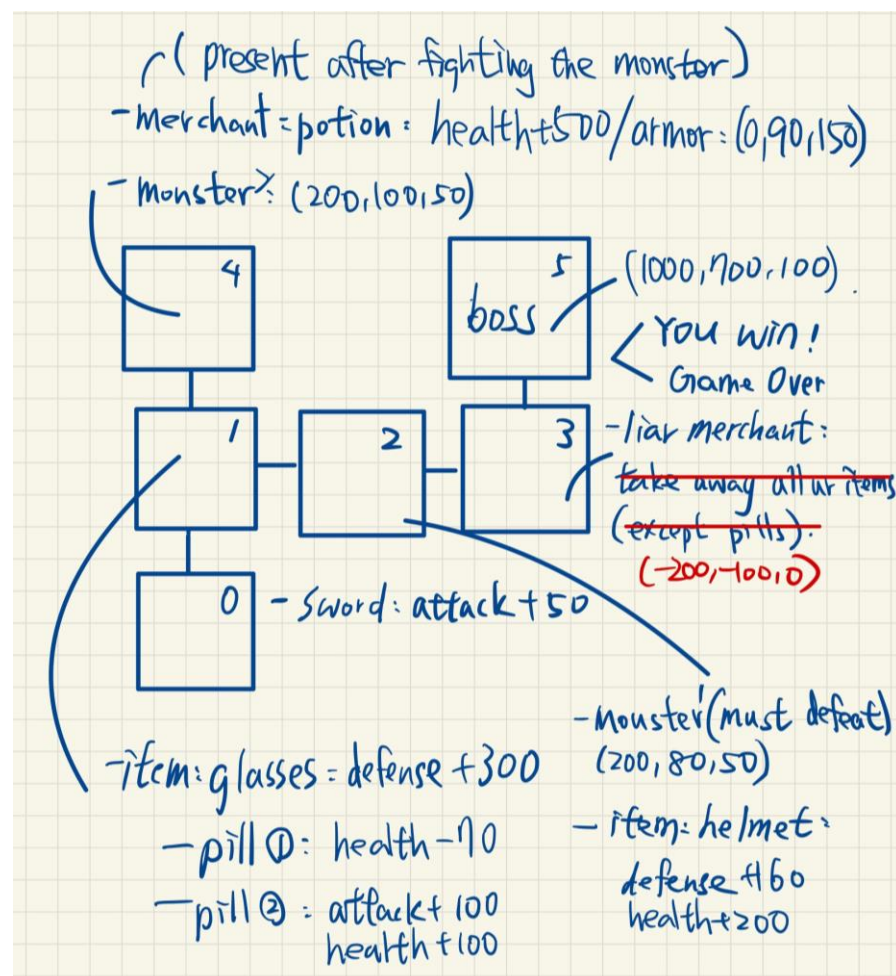 (present after fighting the monster)
- merchant = potion: health+500/armor: (0,90,150)
- monster²: (200,100,50)
4
5
boss
(1000,700,100).
You win!
Game Over
1
2
3
- liar merchant:
take away all ur items
(except pills).
(-200,-100,0)
0
- Sword: attack+50
- monster¹(must defeat)
(200,80,50)
- item: glasses = defense +300
- pill ①: health-70
- pill ②: attack+100
health+100
- item: helmet:
defense +60
health+200